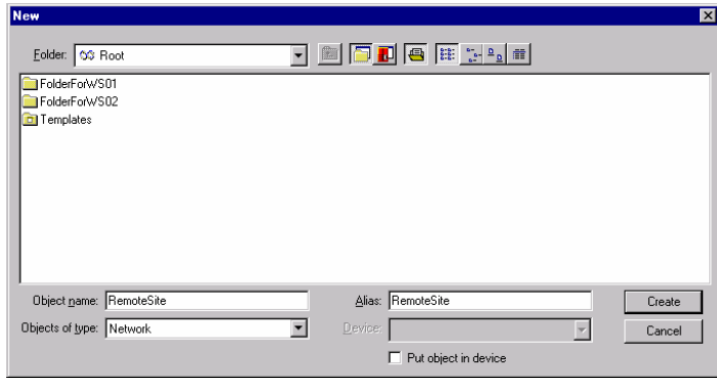 New
Folder: Root
FolderForWS01
FolderForWS02
Templates
Object name: RemoteSite Alias: RemoteSite Create
Objects of type: Network Device: Cancel
Put object in device